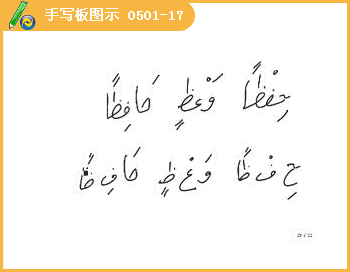 手写板图示 0501-17
حِفْظًا وَعْظٍ حَافِظًا
حِ فْ ظًا وَ عْ ظٍ حَا فِ ظًا